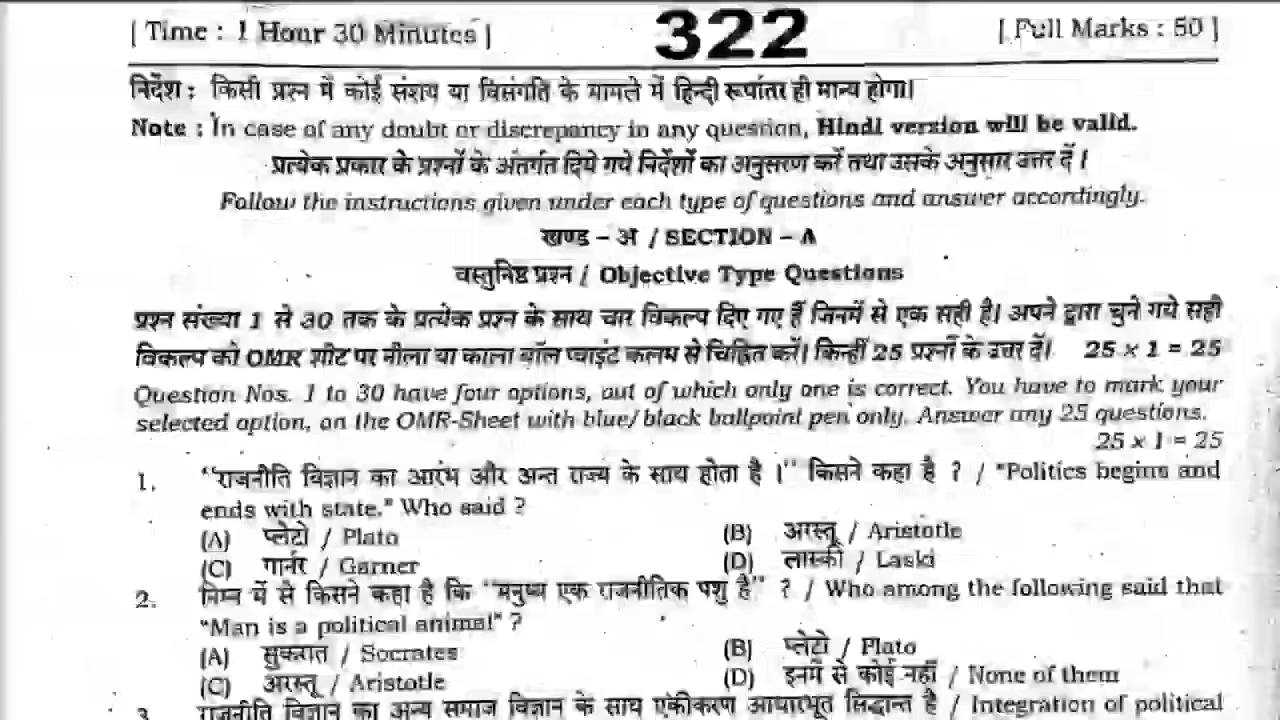 [ Time : 1 Hour 30 Minutes ]
322
[ Full Marks : 50 ]
निर्देश : किसी प्रश्न में कोई संशय या विसंगति के मामले में हिन्दी रूपांतर ही मान्य होगा।
Note : In case of any doubt or discrepancy in any question, Hindi version will be valid.
प्रत्येक प्रकार के प्रश्नों के अंतर्गत दिये गये निर्देशों का अनुसरण करें तथा उसके अनुसार उत्तर दें ।
Follow the instructions given under each type of questions and answer accordingly.
खण्ड – अ / SECTION – A
वस्तुनिष्ठ प्रश्न / Objective Type Questions
प्रश्न संख्या 1 से 30 तक के प्रत्येक प्रश्न के साथ चार विकल्प दिए गए हैं जिनमें से एक सही है। अपने द्वारा चुने गये सही
विकल्प को OMR शीट पर नीला या काला बॉल प्वाइंट कलम से चिह्नित करें। किन्हीं 25 प्रश्नों के उत्तर दें। 25 × 1 = 25
Question Nos. 1 to 30 have four options, out of which only one is correct. You have to mark your
selected option, on the OMR-Sheet with blue/black ballpoint pen only. Answer any 25 questions.
25 × 1 = 25
1. "राजनीति विज्ञान का आरंभ और अन्त राज्य के साथ होता है ।" किसने कहा है ? / "Politics begins and
ends with state." Who said ?
(A) प्लेटो / Plato (B) अरस्तू / Aristotle
(C) गार्नर / Garner (D) लास्की / Laski
2. निम्न में से किसने कहा है कि "मनुष्य एक राजनीतिक पशु है" ? / Who among the following said that
"Man is a political animal" ?
(A) सुकरात / Socrates (B) प्लेटो / Plato
(C) अरस्तू / Aristotle (D) इनमें से कोई नहीं / None of them
3. राजनीति विज्ञान का अन्य समाज विज्ञान के साथ एकीकरण आधारभूत सिद्धान्त है / Integration of political